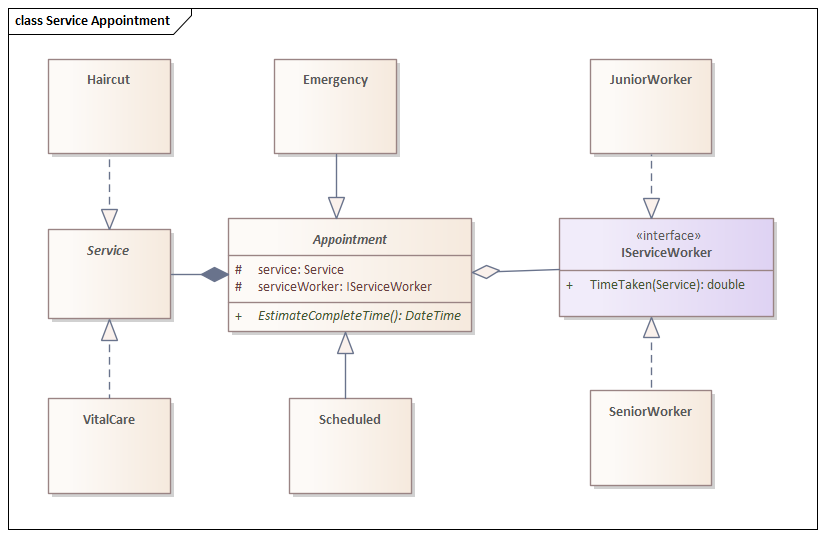 class Service Appointment
Haircut
Emergency
JuniorWorker
Service
Appointment
# service: Service
# serviceWorker: IServiceWorker
+ EstimateCompleteTime(): DateTime
«interface»
IServiceWorker
+ TimeTaken(Service): double
VitalCare
Scheduled
SeniorWorker